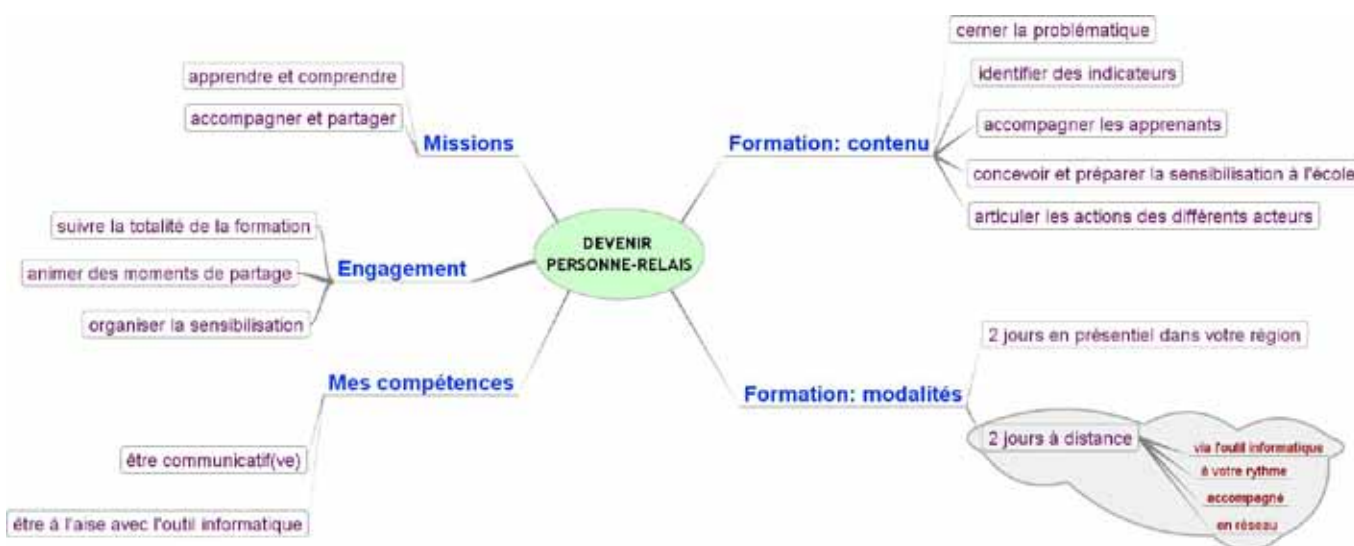 DEVENIR
PERSONNE-RELAIS
Missions
apprendre et comprendre
accompagner et partager
Engagement
suivre la totalité de la formation
animer des moments de partage
organiser la sensibilisation
Mes compétences
être communicatif(ve)
être à l'aise avec l'outil informatique
Formation: contenu
cerner la problématique
identifier des indicateurs
accompagner les apprenants
concevoir et préparer la sensibilisation à l'école
articuler les actions des différents acteurs
Formation: modalités
2 jours en présentiel dans votre région
2 jours à distance
via l'outil informatique
à votre rythme
accompagné
en réseau